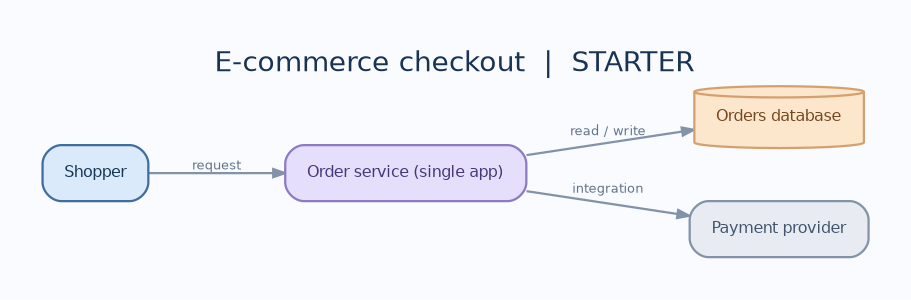 E-commerce checkout | STARTER
Orders database
read / write
Shopper
request
Order service (single app)
integration
Payment provider